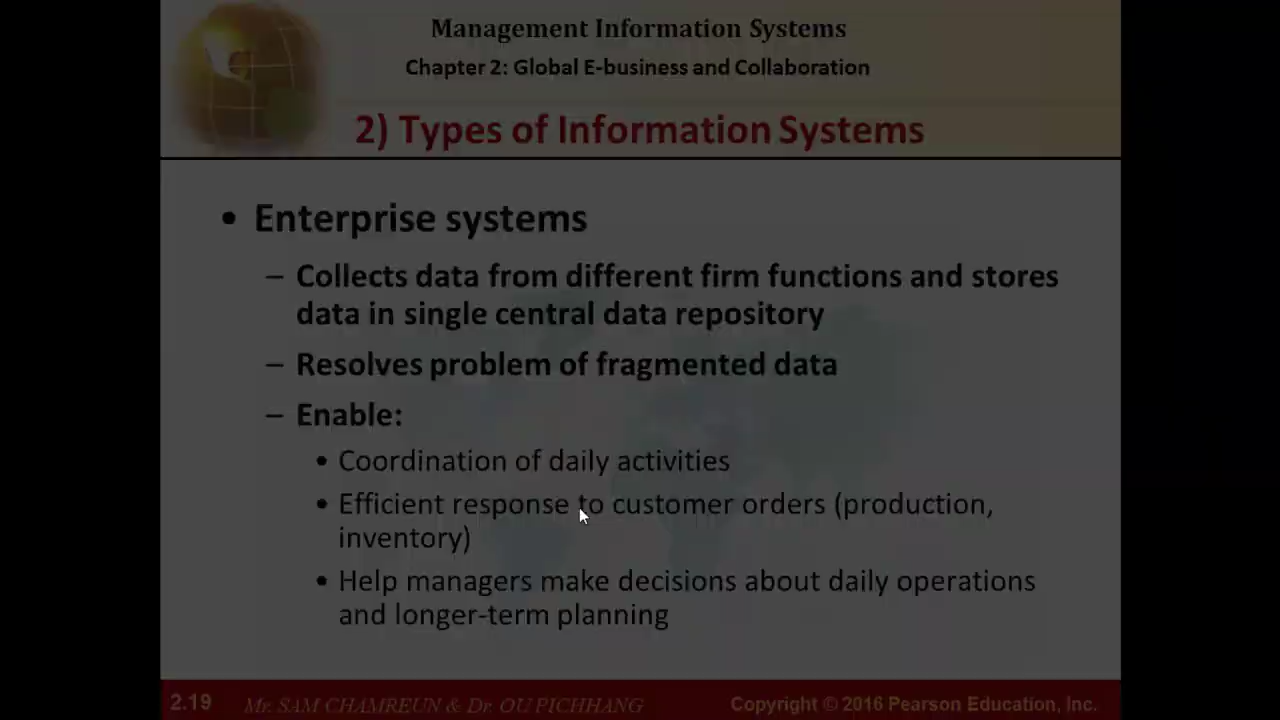 Management Information Systems
Chapter 2: Global E-business and Collaboration
2) Types of Information Systems
• Enterprise systems
– Collects data from different firm functions and stores
data in single central data repository
– Resolves problem of fragmented data
– Enable:
• Coordination of daily activities
• Efficient response to customer orders (production,
inventory)
• Help managers make decisions about daily operations
and longer-term planning
2.19 Mr. SAM CHAMREUN & Dr. OU PICHHANG Copyright © 2016 Pearson Education, Inc.